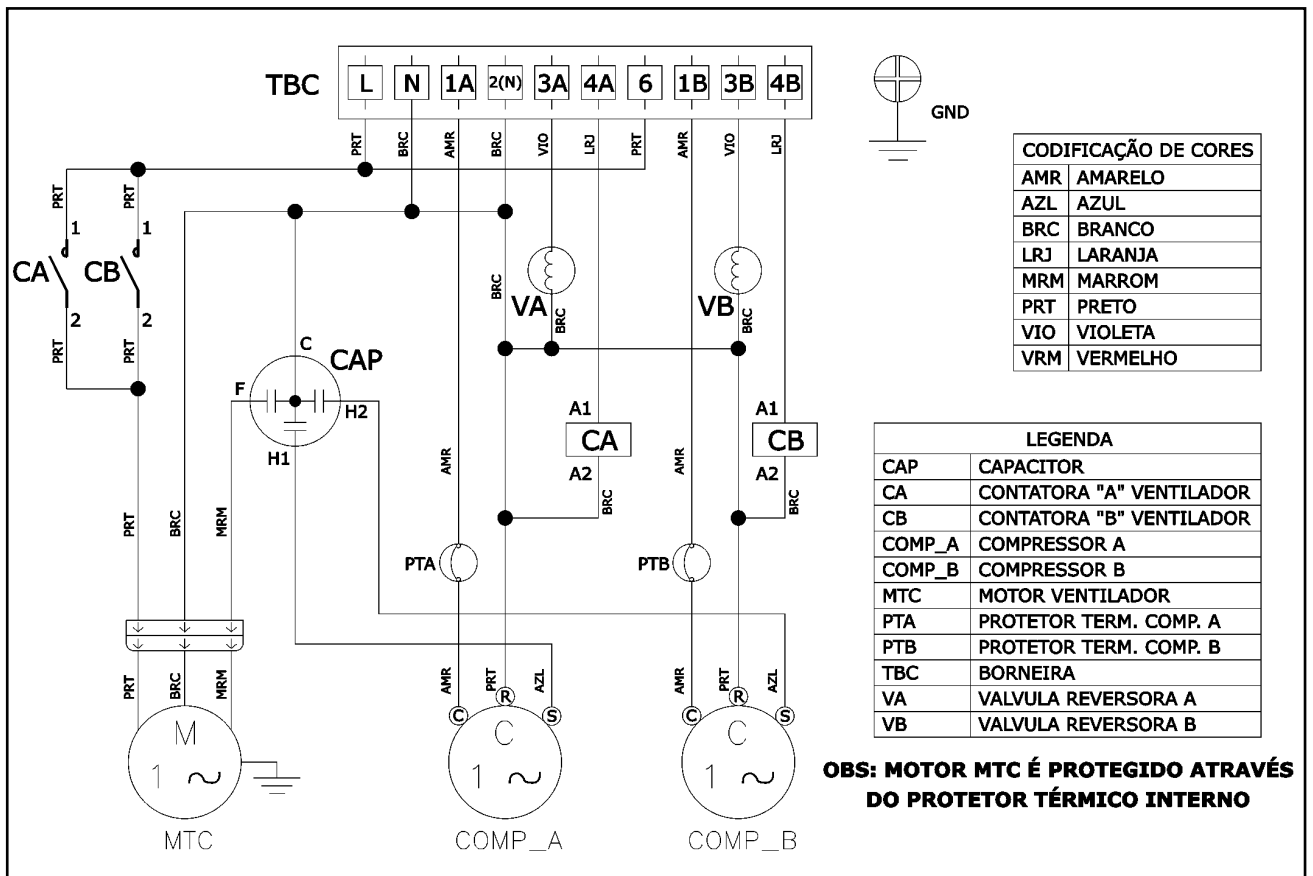 TBC L N 1A 2(N) 3A 4A 6 1B 3B 4B
GND
PRT BRC AMR BRC VIO LRJ PRT AMR VIO LRJ
CODIFICAÇÃO DE CORES
AMR AMARELO
AZL AZUL
BRC BRANCO
LRJ LARANJA
MRM MARROM
PRT PRETO
VIO VIOLETA
VRM VERMELHO
PRT PRT
1 1
CA CB
2 2
PRT PRT
BRC
VA VB
BRC BRC
C CAP
F H2
H1
A1 A1
CA CB
A2 A2
BRC BRC
AMR AMR
PRT BRC MRM
PTA PTB
LEGENDA
CAP CAPACITOR
CA CONTATORA "A" VENTILADOR
CB CONTATORA "B" VENTILADOR
COMP_A COMPRESSOR A
COMP_B COMPRESSOR B
MTC MOTOR VENTILADOR
PTA PROTETOR TERM. COMP. A
PTB PROTETOR TERM. COMP. B
TBC BORNEIRA
VA VALVULA REVERSORA A
VB VALVULA REVERSORA B
PRT BRC MRM AMR PRT AZL AMR PRT AZL
C R S C R S
M C C
1 ~ 1 ~ 1 ~
MTC COMP_A COMP_B
OBS: MOTOR MTC É PROTEGIDO ATRAVÉS
DO PROTETOR TÉRMICO INTERNO